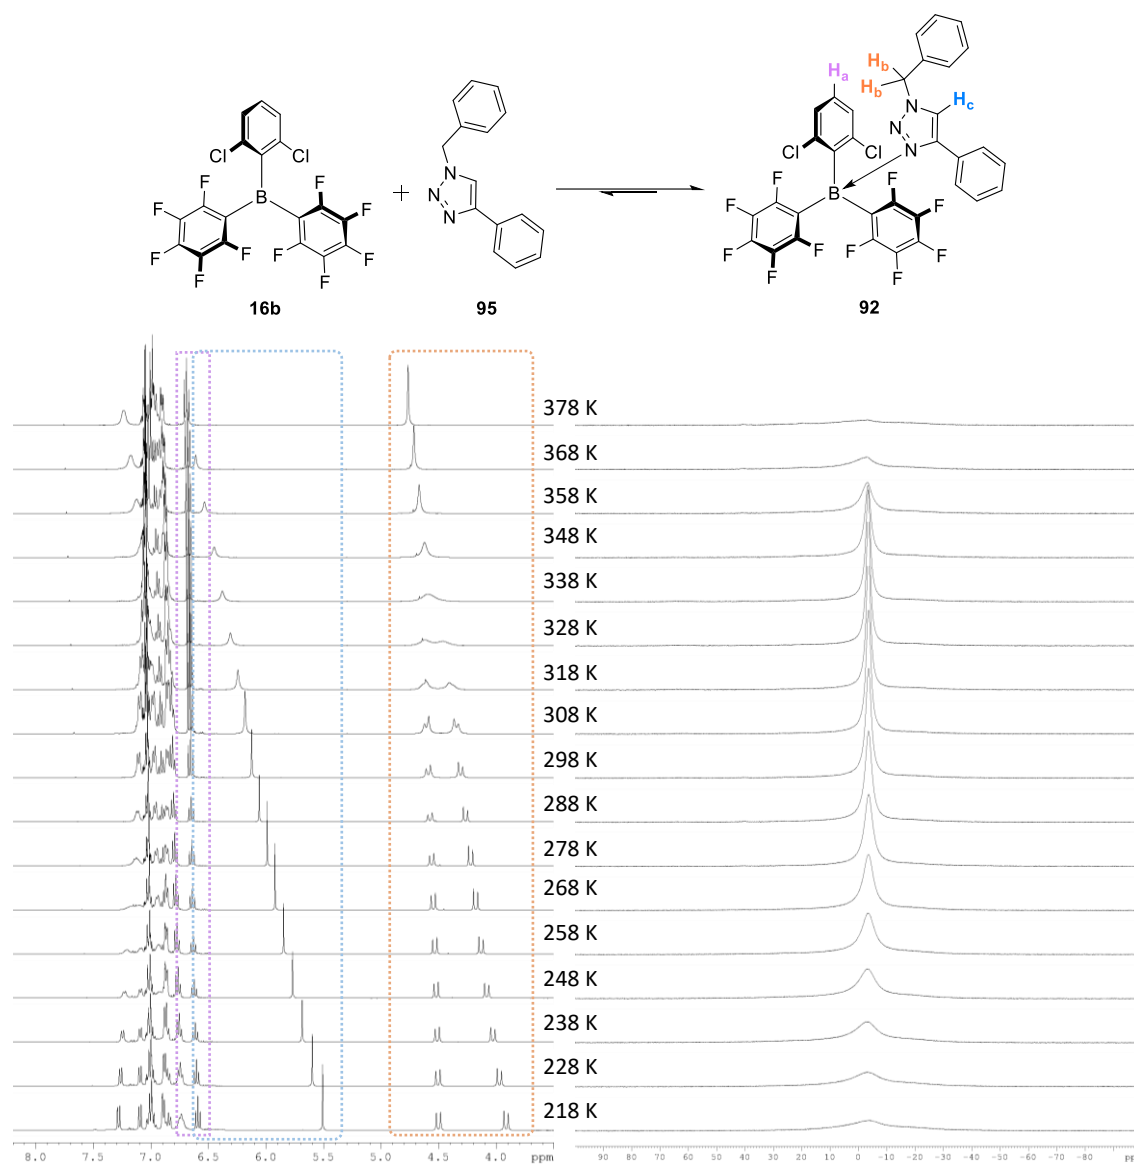 Cl
Cl
B
F
F
F
F
F
F
F
F
F
F
16b
+
N
N
N
95
Ha
Hb
Hb
Hc
N
N
N
Cl
Cl
B
F
F
F
F
F
F
F
F
F
F
92
378 K
368 K
358 K
348 K
338 K
328 K
318 K
308 K
298 K
288 K
278 K
268 K
258 K
248 K
238 K
228 K
218 K
8.0 7.5 7.0 6.5 6.0 5.5 5.0 4.5 4.0 ppm
90 80 70 60 50 40 30 20 10 0 -10 -20 -30 -40 -50 -60 -70 -80